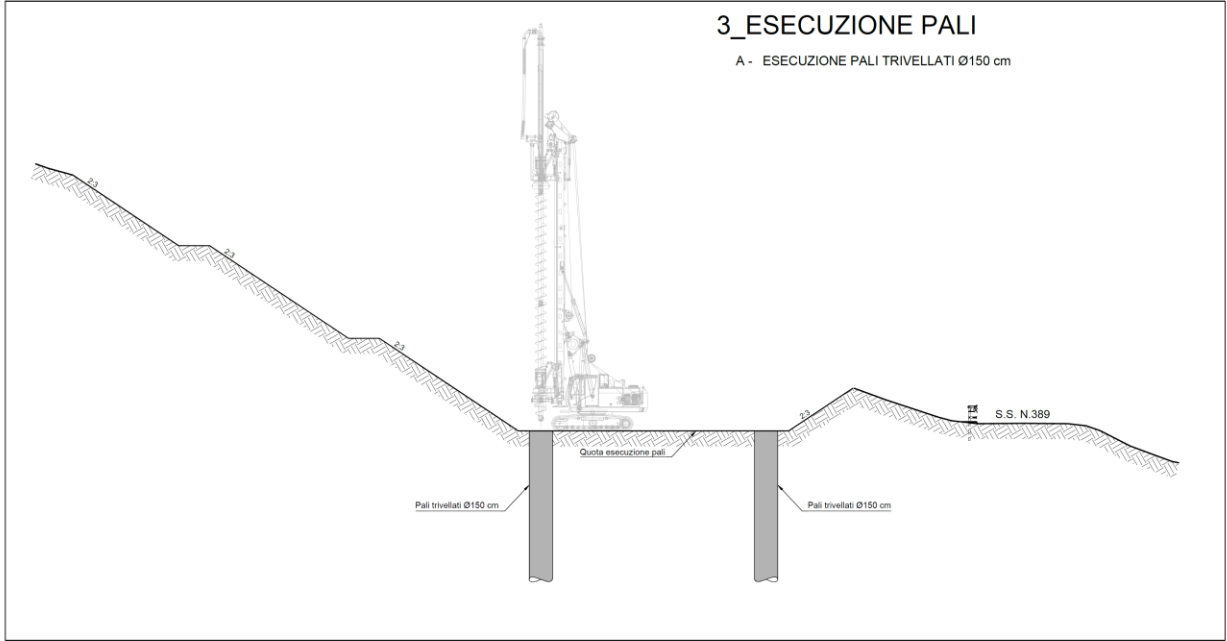 3_ESECUZIONE PALI
A - ESECUZIONE PALI TRIVELLATI Ø150 cm
2:3
2:3
2:3
2:3
S.S. N.389
Quota esecuzione pali
Pali trivellati Ø150 cm
Pali trivellati Ø150 cm